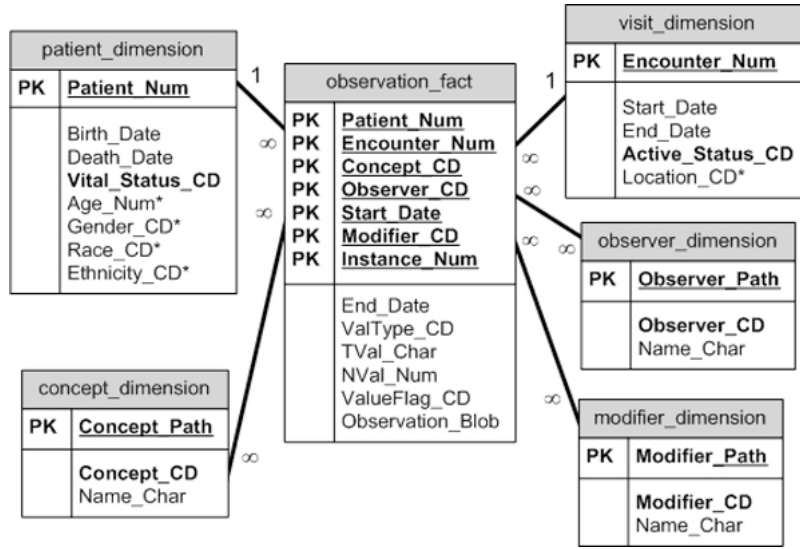 patient_dimension
PK Patient_Num
Birth_Date
Death_Date
Vital_Status_CD
Age_Num*
Gender_CD*
Race_CD*
Ethnicity_CD*
1
∞
∞
concept_dimension
PK Concept_Path
Concept_CD
Name_Char
∞
observation_fact
PK Patient_Num
PK Encounter_Num
PK Concept_CD
PK Observer_CD
PK Start_Date
PK Modifier_CD
PK Instance_Num
End_Date
ValType_CD
TVal_Char
NVal_Num
ValueFlag_CD
Observation_Blob
1
∞
∞
∞
∞
∞
visit_dimension
PK Encounter_Num
Start_Date
End_Date
Active_Status_CD
Location_CD*
observer_dimension
PK Observer_Path
Observer_CD
Name_Char
modifier_dimension
PK Modifier_Path
Modifier_CD
Name_Char